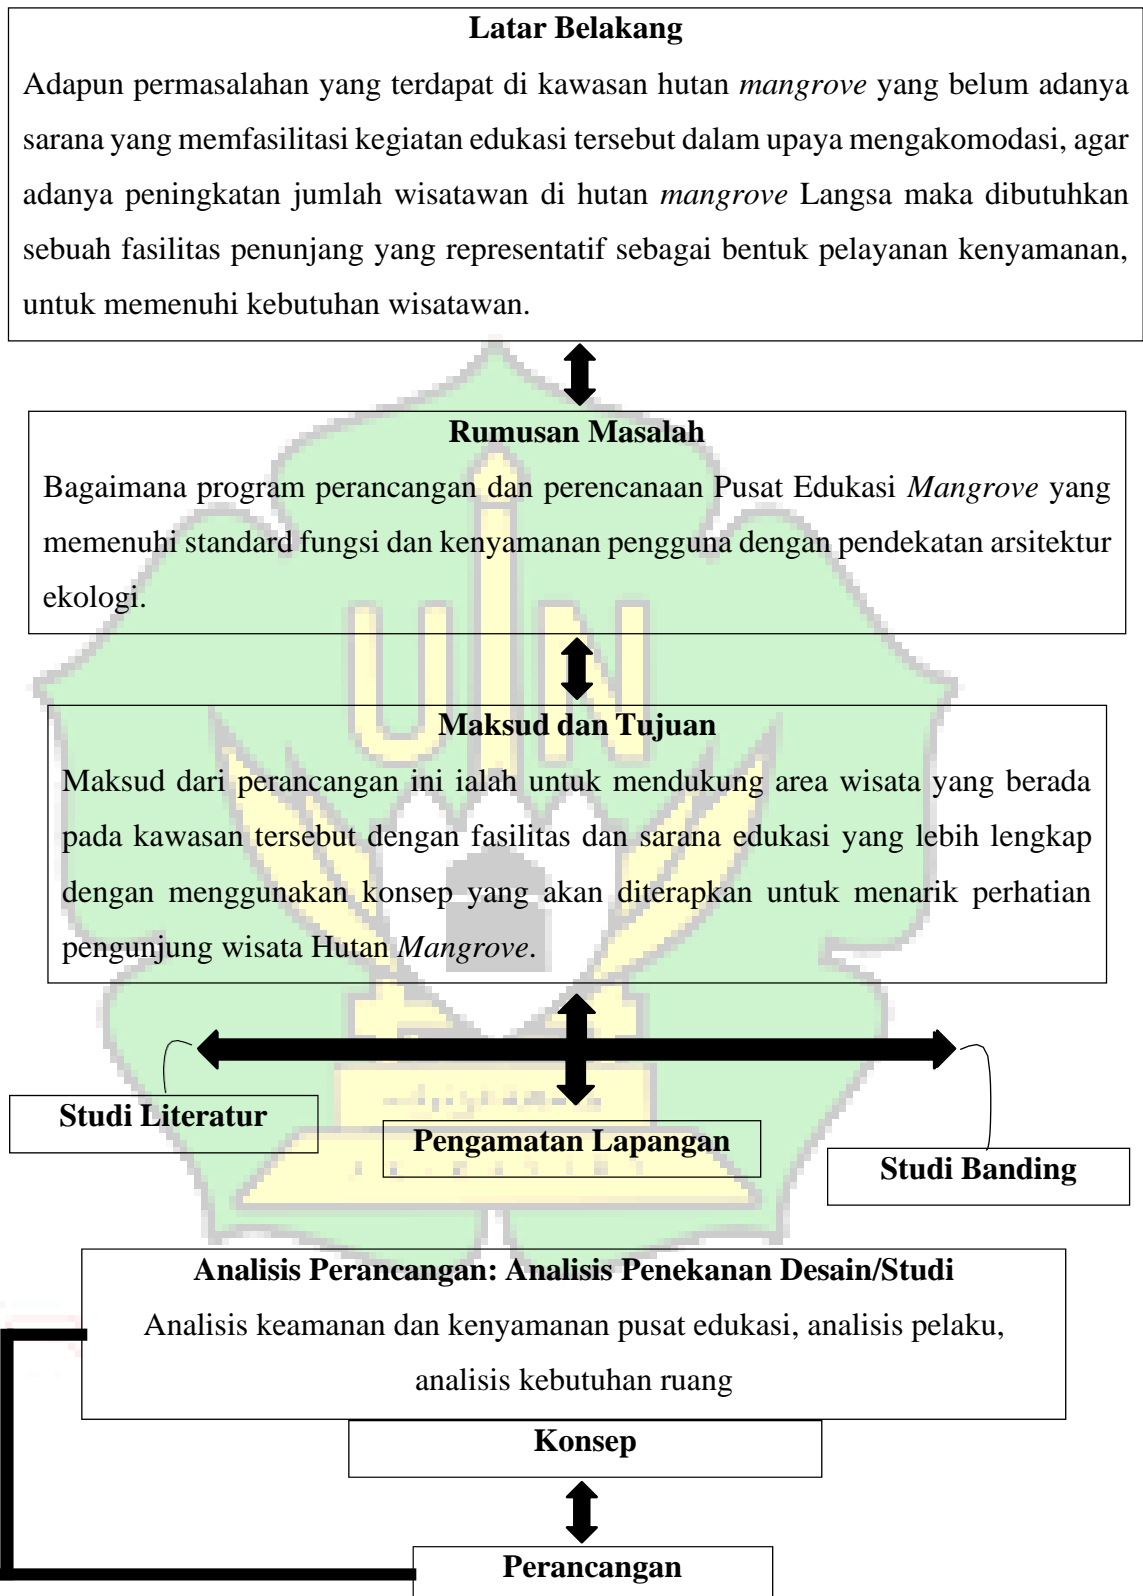 Latar Belakang
Adapun permasalahan yang terdapat di kawasan hutan mangrove yang belum adanya
sarana yang memfasilitasi kegiatan edukasi tersebut dalam upaya mengakomodasi, agar
adanya peningkatan jumlah wisatawan di hutan mangrove Langsa maka dibutuhkan
sebuah fasilitas penunjang yang representatif sebagai bentuk pelayanan kenyamanan,
untuk memenuhi kebutuhan wisatawan.
Rumusan Masalah
Bagaimana program perancangan dan perencanaan Pusat Edukasi Mangrove yang
memenuhi standard fungsi dan kenyamanan pengguna dengan pendekatan arsitektur
ekologi.
UIN
Maksud dan Tujuan
Maksud dari perancangan ini ialah untuk mendukung area wisata yang berada
pada kawasan tersebut dengan fasilitas dan sarana edukasi yang lebih lengkap
dengan menggunakan konsep yang akan diterapkan untuk menarik perhatian
pengunjung wisata Hutan Mangrove.
Studi Literatur
Pengamatan Lapangan
Studi Banding
Analisis Perancangan: Analisis Penekanan Desain/Studi
Analisis keamanan dan kenyamanan pusat edukasi, analisis pelaku,
analisis kebutuhan ruang
Konsep
Perancangan